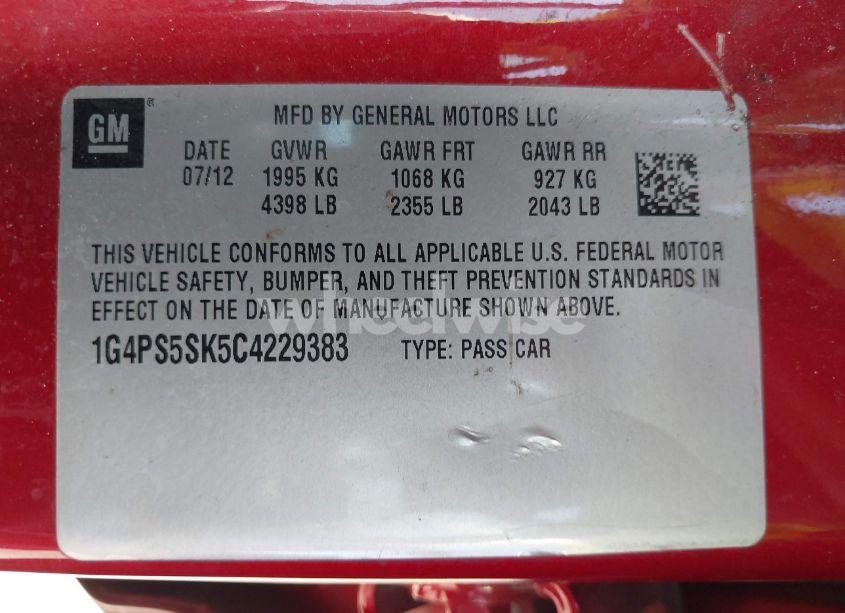 GM ®
MFD BY GENERAL MOTORS LLC
DATE GVWR GAWR FRT GAWR RR
07/12 1995 KG 1068 KG 927 KG
4398 LB 2355 LB 2043 LB
THIS VEHICLE CONFORMS TO ALL APPLICABLE U.S. FEDERAL MOTOR
VEHICLE SAFETY, BUMPER, AND THEFT PREVENTION STANDARDS IN
EFFECT ON THE DATE OF MANUFACTURE SHOWN ABOVE.
wheelwise
1G4PS5SK5C4229383 TYPE: PASS CAR